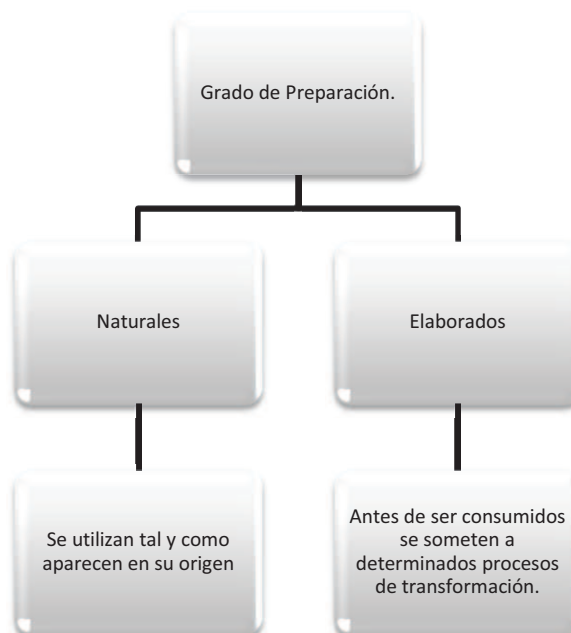 Grado de Preparación.
Naturales
Elaborados
Se utilizan tal y como
aparecen en su origen
Antes de ser consumidos
se someten a
determinados procesos
de transformación.